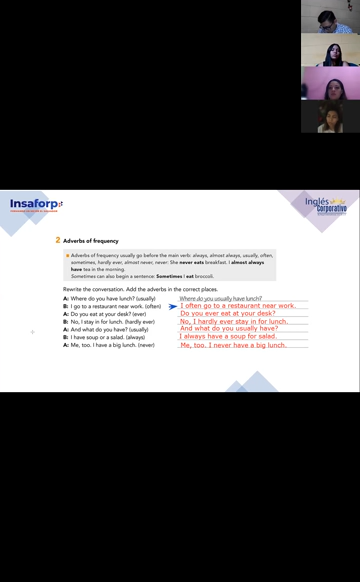 Insaforp
Inglés
Corporativo
2 Adverbs of frequency
Adverbs of frequency usually go before the main verb: always, almost always, usually, often,
sometimes, hardly ever, almost never, never: She never eats breakfast. I almost always
have tea in the morning.
Sometimes can also begin a sentence: Sometimes I eat broccoli.
Rewrite the conversation. Add the adverbs in the correct places.
A: Where do you have lunch? (usually) Where do you usually have lunch?
B: I go to a restaurant near work. (often) I often go to a restaurant near work.
A: Do you eat at your desk? (ever) Do you ever eat at your desk?
B: No, I stay in for lunch. (hardly ever) No, I hardly ever stay in for lunch.
A: And what do you have? (usually) And what do you usually have?
B: I have soup or a salad. (always) I always have a soup for salad.
A: Me, too. I have a big lunch. (never) Me, too. I never have a big lunch.